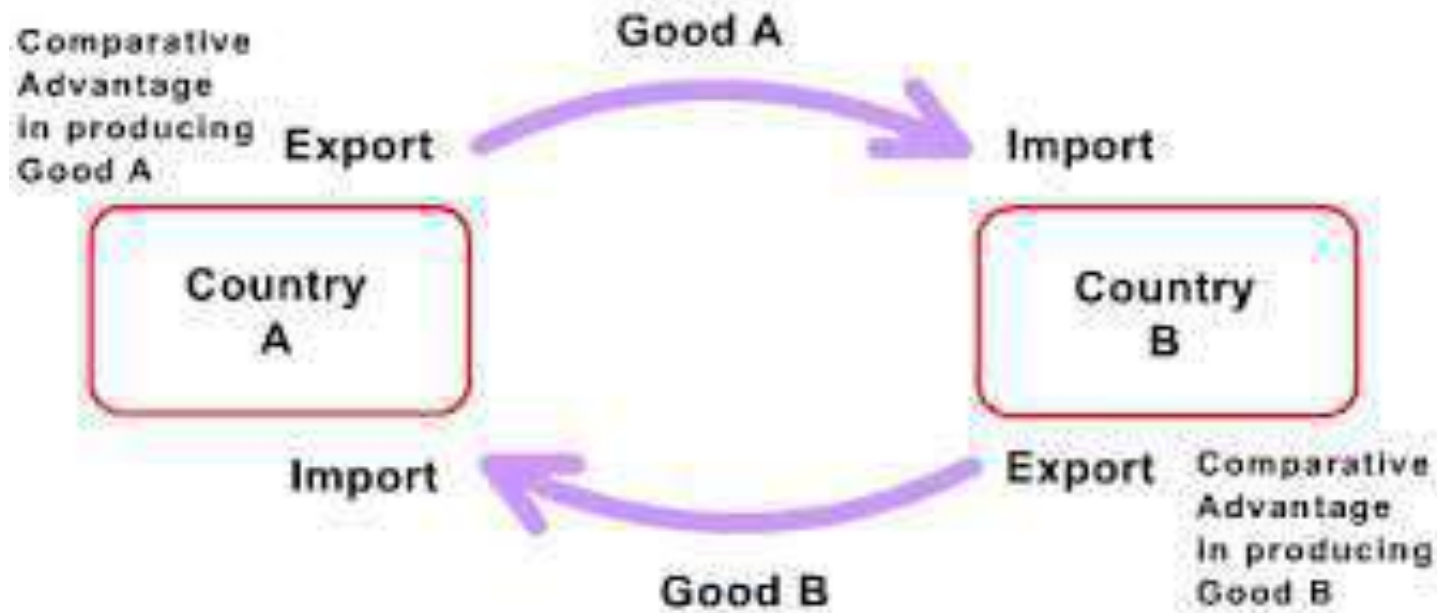 Good A
Comparative
Advantage
in producing
Good A
Export
Import
Country
A
Country
B
Import
Export
Comparative
Advantage
in producing
Good B
Good B